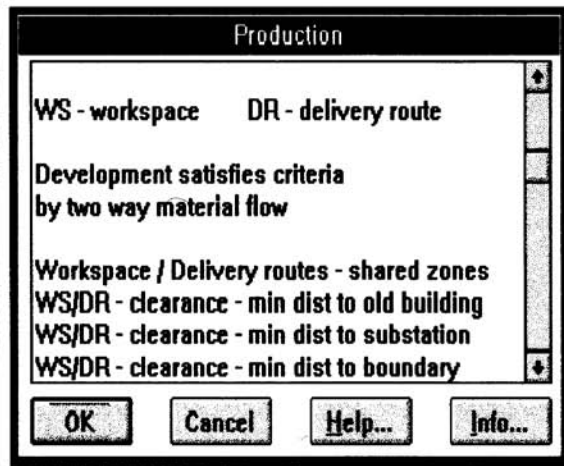 Production
WS - workspace DR - delivery route
Development satisfies criteria
by two way material flow
Workspace / Delivery routes - shared zones
WS/DR - clearance - min dist to old building
WS/DR - clearance - min dist to substation
WS/DR - clearance - min dist to boundary
OK Cancel Help... Info...